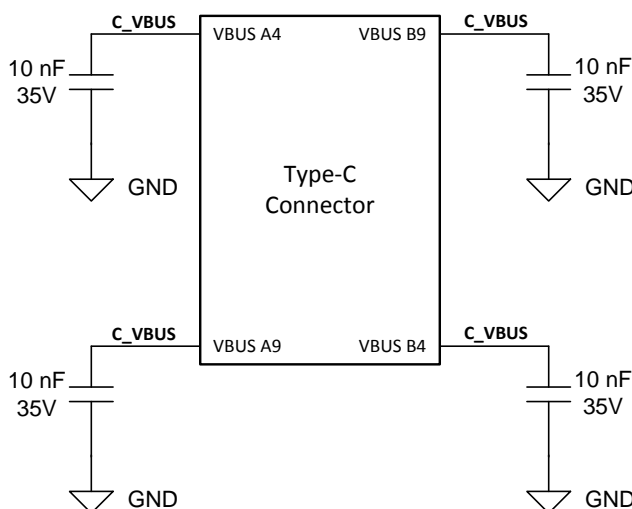 C_VBUS VBUS A4 VBUS B9 C_VBUS
10 nF 10 nF
35V 35V
GND Type-C GND
Connector
C_VBUS VBUS A9 VBUS B4 C_VBUS
10 nF 10 nF
35V 35V
GND GND